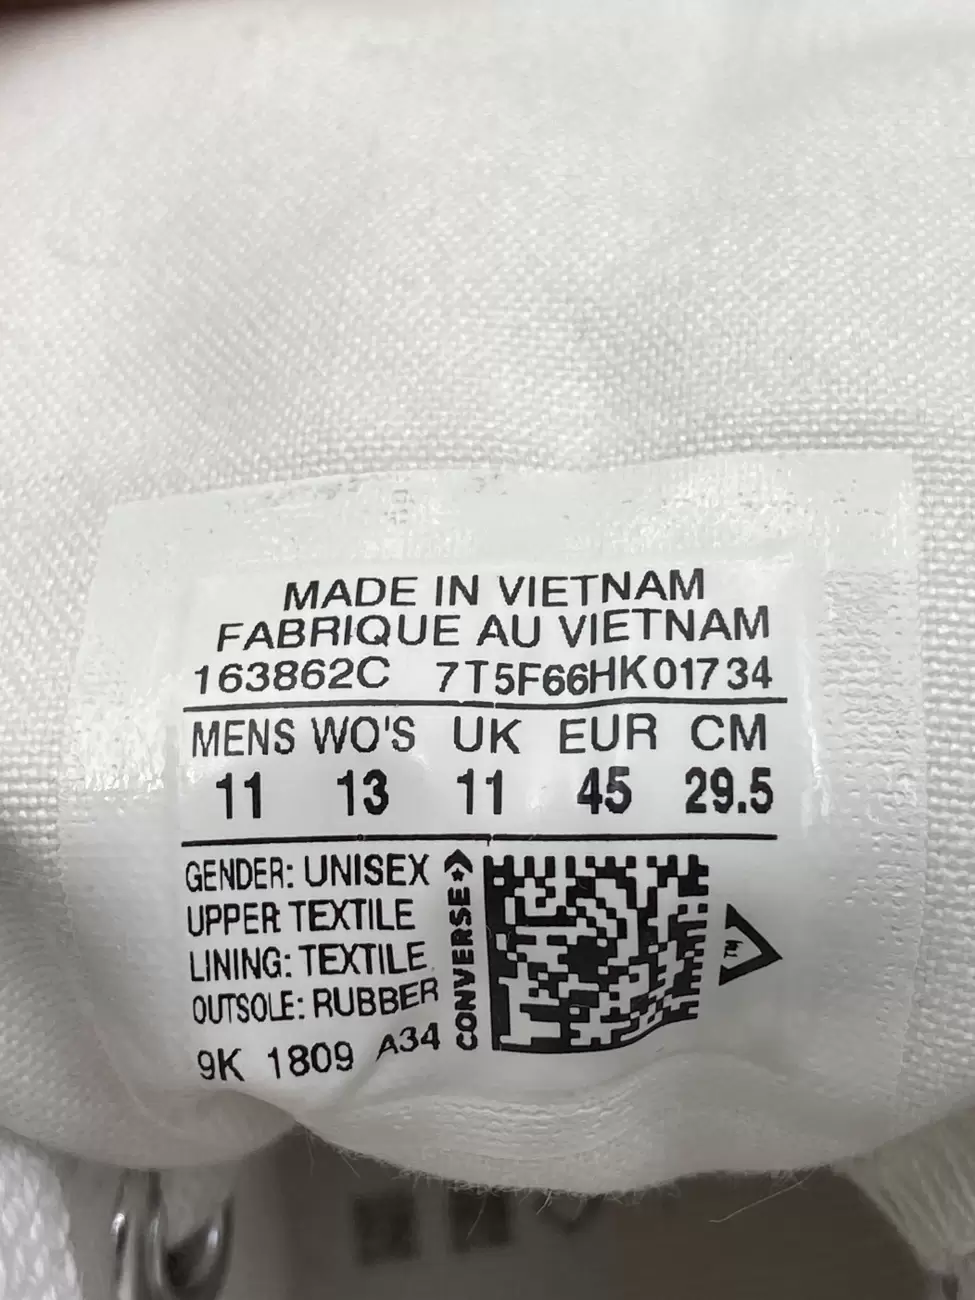 MADE IN VIETNAM
FABRIQUE AU VIETNAM
163862C 7T5F66HK01734
MENS WO'S UK EUR CM
11 13 11 45 29.5
GENDER: UNISEX
UPPER: TEXTILE
LINING: TEXTILE
OUTSOLE: RUBBER
9K 1809 A34
CONVERSE
TM